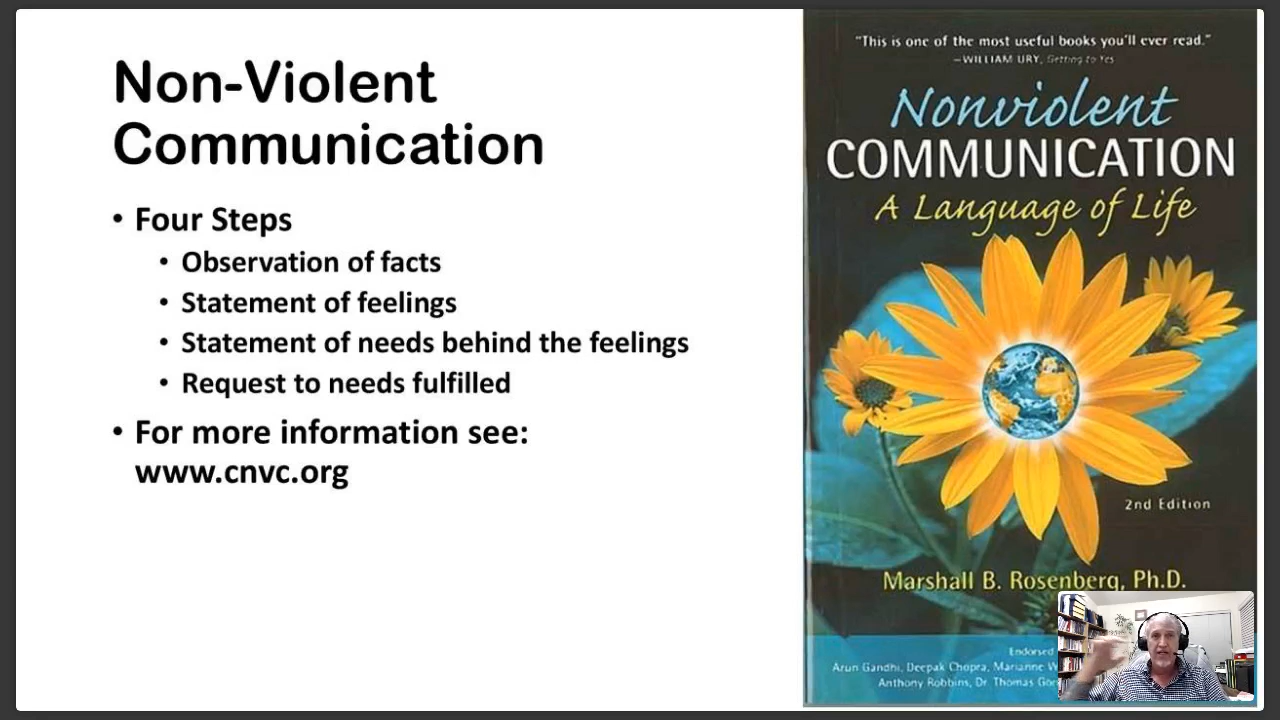 Non-Violent
Communication
• Four Steps
• Observation of facts
• Statement of feelings
• Statement of needs behind the feelings
• Request to needs fulfilled
• For more information see:
www.cnvc.org
"This is one of the most useful books you'll ever read."
—WILLIAM URY, Getting to Yes
Nonviolent
COMMUNICATION
A Language of Life
2nd Edition
Marshall B. Rosenberg, Ph.D.
Endorsed
Arun Gandhi, Deepak Chopra, Marianne W
Anthony Robbins, Dr. Thomas Gor